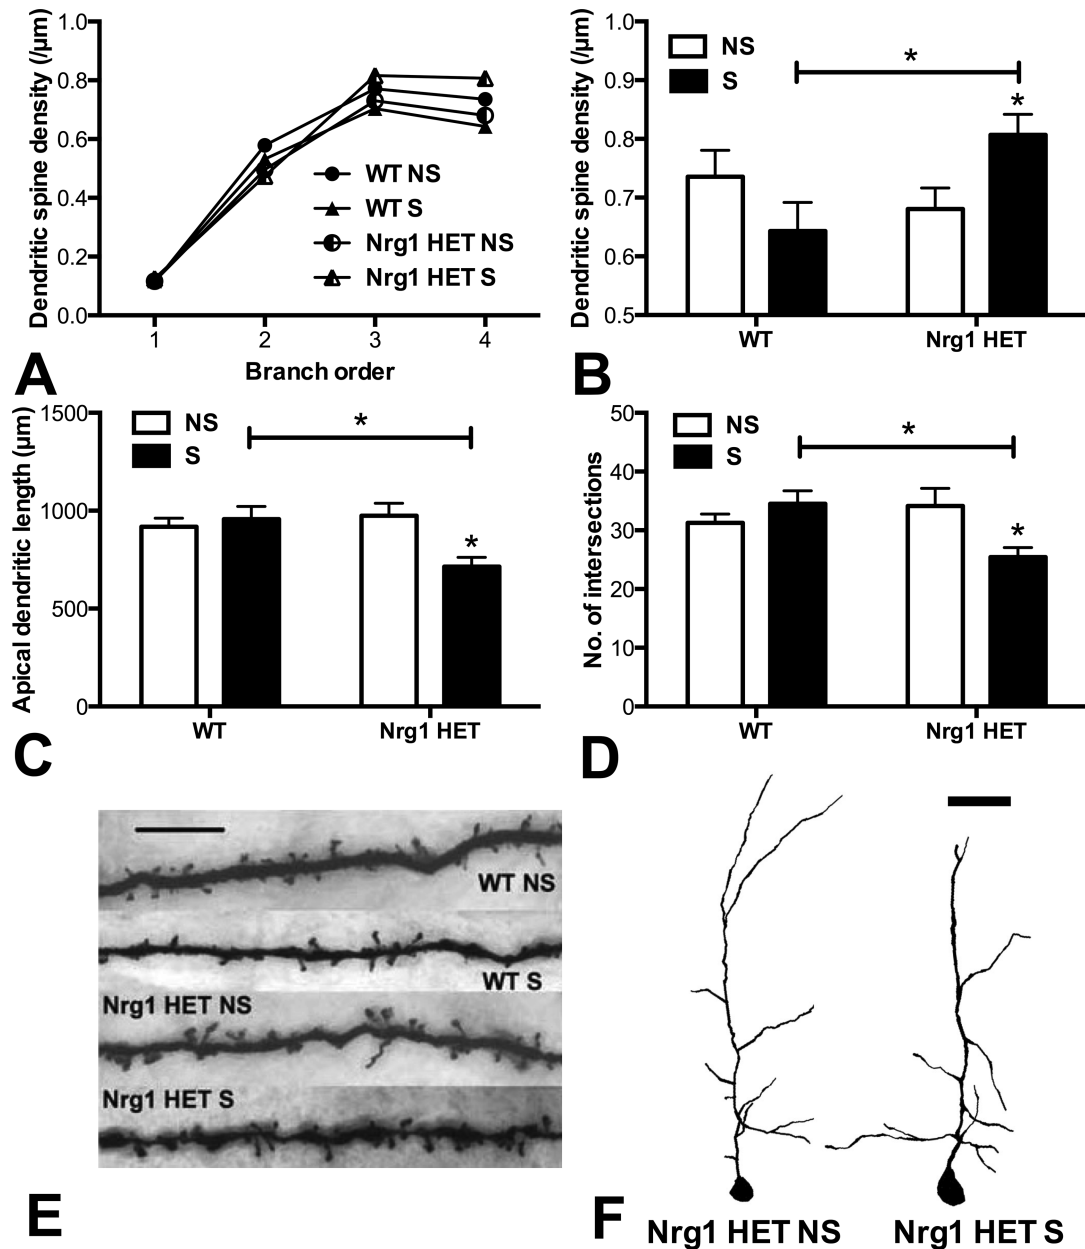 Dendritic spine density (/µm)
1.0
0.8
0.6
0.4
0.2
0.0
WT NS
WT S
Nrg1 HET NS
Nrg1 HET S
1 2 3 4
Branch order
A
Dendritic spine density (/µm)
1.0
0.9
0.8
0.7
0.6
0.5
NS
S
*
*
WT Nrg1 HET
B
Apical dendritic length (µm)
1500
1000
500
0
NS
S
*
*
WT Nrg1 HET
C
No. of intersections
50
40
30
20
10
0
NS
S
*
*
WT Nrg1 HET
D
WT NS
WT S
Nrg1 HET NS
Nrg1 HET S
E
F
Nrg1 HET NS Nrg1 HET S